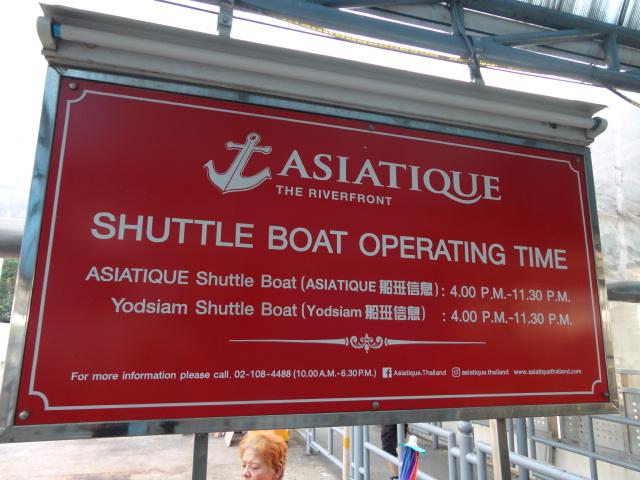 ASIATIQUE
THE RIVERFRONT
SHUTTLE BOAT OPERATING TIME
ASIATIQUE Shuttle Boat (ASIATIQUE 船班信息) : 4.00 P.M.-11.30 P.M.
Yodsiam Shuttle Boat (Yodsiam 船班信息) : 4.00 P.M.-11.30 P.M.
For more information please call. 02-108-4488 (10.00 A.M.-6.30 P.M.) Asiatique.Thailand asiatique.thailand www.asiatiquethailand.com